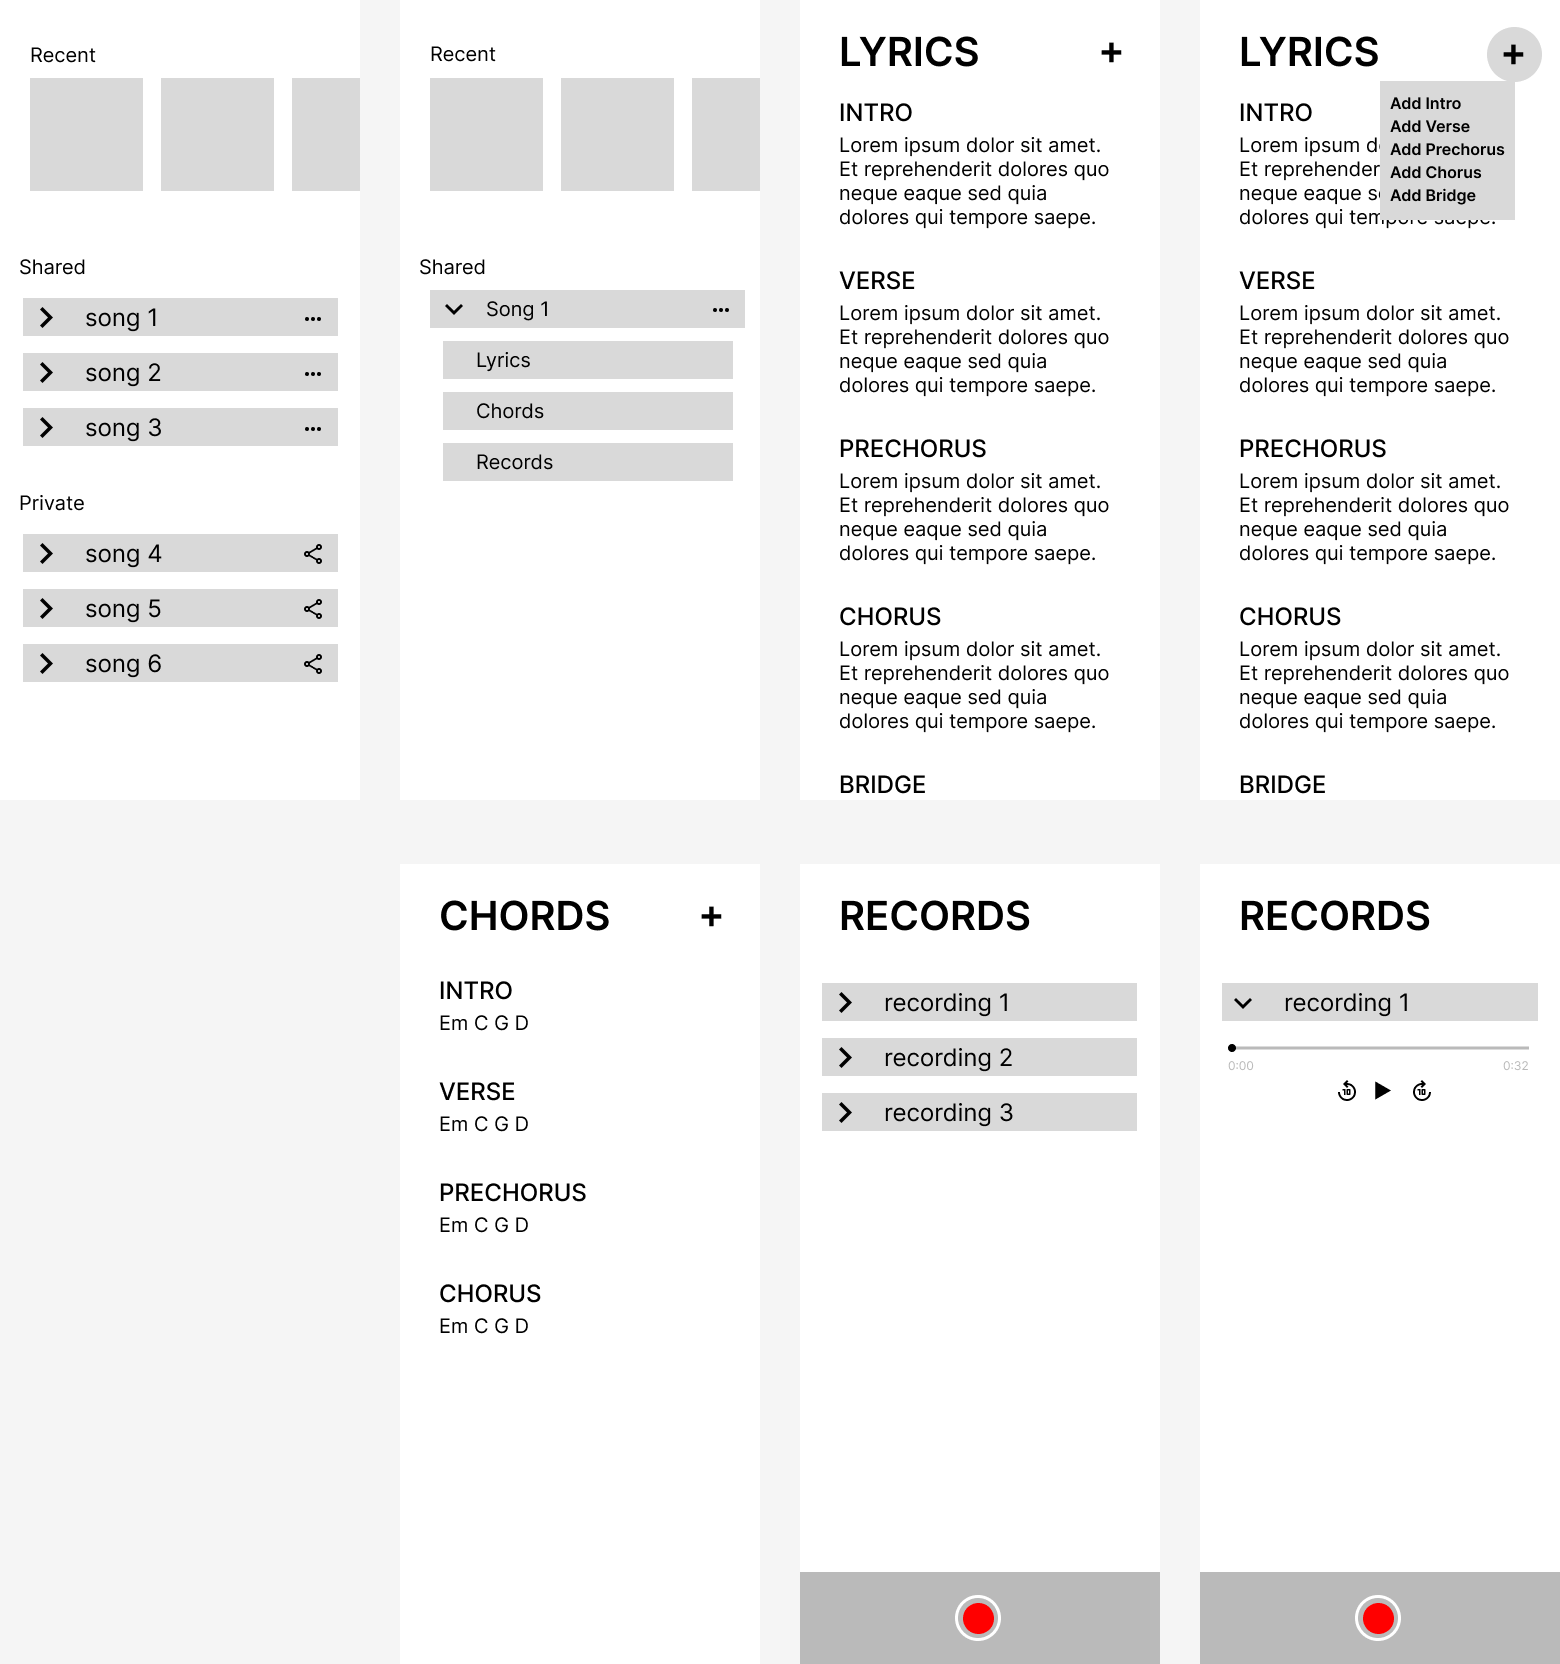 Recent
Shared
song 1
song 2
song 3
Private
song 4
song 5
song 6
Recent
Shared
Song 1
Lyrics
Chords
Records
LYRICS +
INTRO
Lorem ipsum dolor sit amet.
Et reprehenderit dolores quo
neque eaque sed quia
dolores qui tempore saepe.
VERSE
Lorem ipsum dolor sit amet.
Et reprehenderit dolores quo
neque eaque sed quia
dolores qui tempore saepe.
PRECHORUS
Lorem ipsum dolor sit amet.
Et reprehenderit dolores quo
neque eaque sed quia
dolores qui tempore saepe.
CHORUS
Lorem ipsum dolor sit amet.
Et reprehenderit dolores quo
neque eaque sed quia
dolores qui tempore saepe.
BRIDGE
LYRICS +
Add Intro
Add Verse
Add Prechorus
Add Chorus
Add Bridge
INTRO
Lorem ipsum d
Et reprehender
neque eaque s
dolores qui tempore saepe.
VERSE
Lorem ipsum dolor sit amet.
Et reprehenderit dolores quo
neque eaque sed quia
dolores qui tempore saepe.
PRECHORUS
Lorem ipsum dolor sit amet.
Et reprehenderit dolores quo
neque eaque sed quia
dolores qui tempore saepe.
CHORUS
Lorem ipsum dolor sit amet.
Et reprehenderit dolores quo
neque eaque sed quia
dolores qui tempore saepe.
BRIDGE
CHORDS +
INTRO
Em C G D
VERSE
Em C G D
PRECHORUS
Em C G D
CHORUS
Em C G D
RECORDS
recording 1
recording 2
recording 3
RECORDS
recording 1
0:00 0:32
10 10